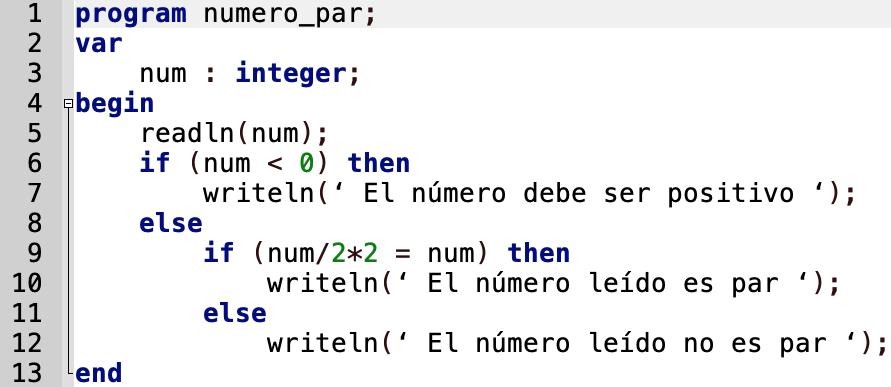 1 program numero_par;
2 var
3     num : integer;
4 begin
5     readln(num);
6     if (num < 0) then
7         writeln(‘ El número debe ser positivo ‘);
8     else
9         if (num/2*2 = num) then
10             writeln(‘ El número leído es par ‘);
11         else
12             writeln(‘ El número leído no es par ‘);
13 end